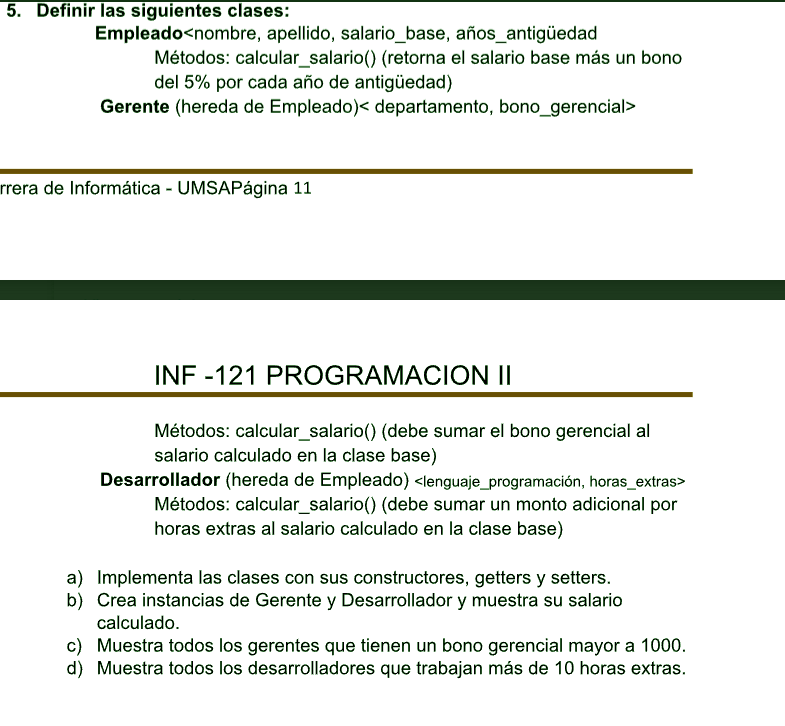 5. Definir las siguientes clases:
Empleado<nombre, apellido, salario_base, años_antigüedad
Métodos: calcular_salario() (retorna el salario base más un bono
del 5% por cada año de antigüedad)
Gerente (hereda de Empleado)< departamento, bono_gerencial>
rrera de Informática - UMSAPágina 11
INF -121 PROGRAMACION II
Métodos: calcular_salario() (debe sumar el bono gerencial al
salario calculado en la clase base)
Desarrollador (hereda de Empleado) <lenguaje_programación, horas_extras>
Métodos: calcular_salario() (debe sumar un monto adicional por
horas extras al salario calculado en la clase base)
a) Implementa las clases con sus constructores, getters y setters.
b) Crea instancias de Gerente y Desarrollador y muestra su salario
calculado.
c) Muestra todos los gerentes que tienen un bono gerencial mayor a 1000.
d) Muestra todos los desarrolladores que trabajan más de 10 horas extras.